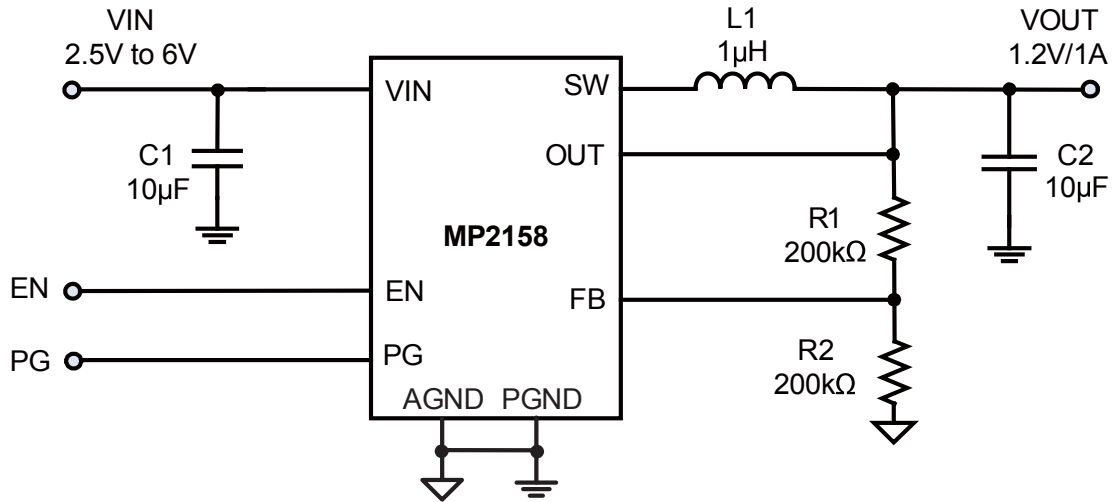 VIN
2.5V to 6V
L1
1µH
VOUT
1.2V/1A
VIN
SW
C1
10µF
OUT
C2
10µF
R1
200kΩ
MP2158
EN
EN
FB
PG
PG
R2
200kΩ
AGND PGND